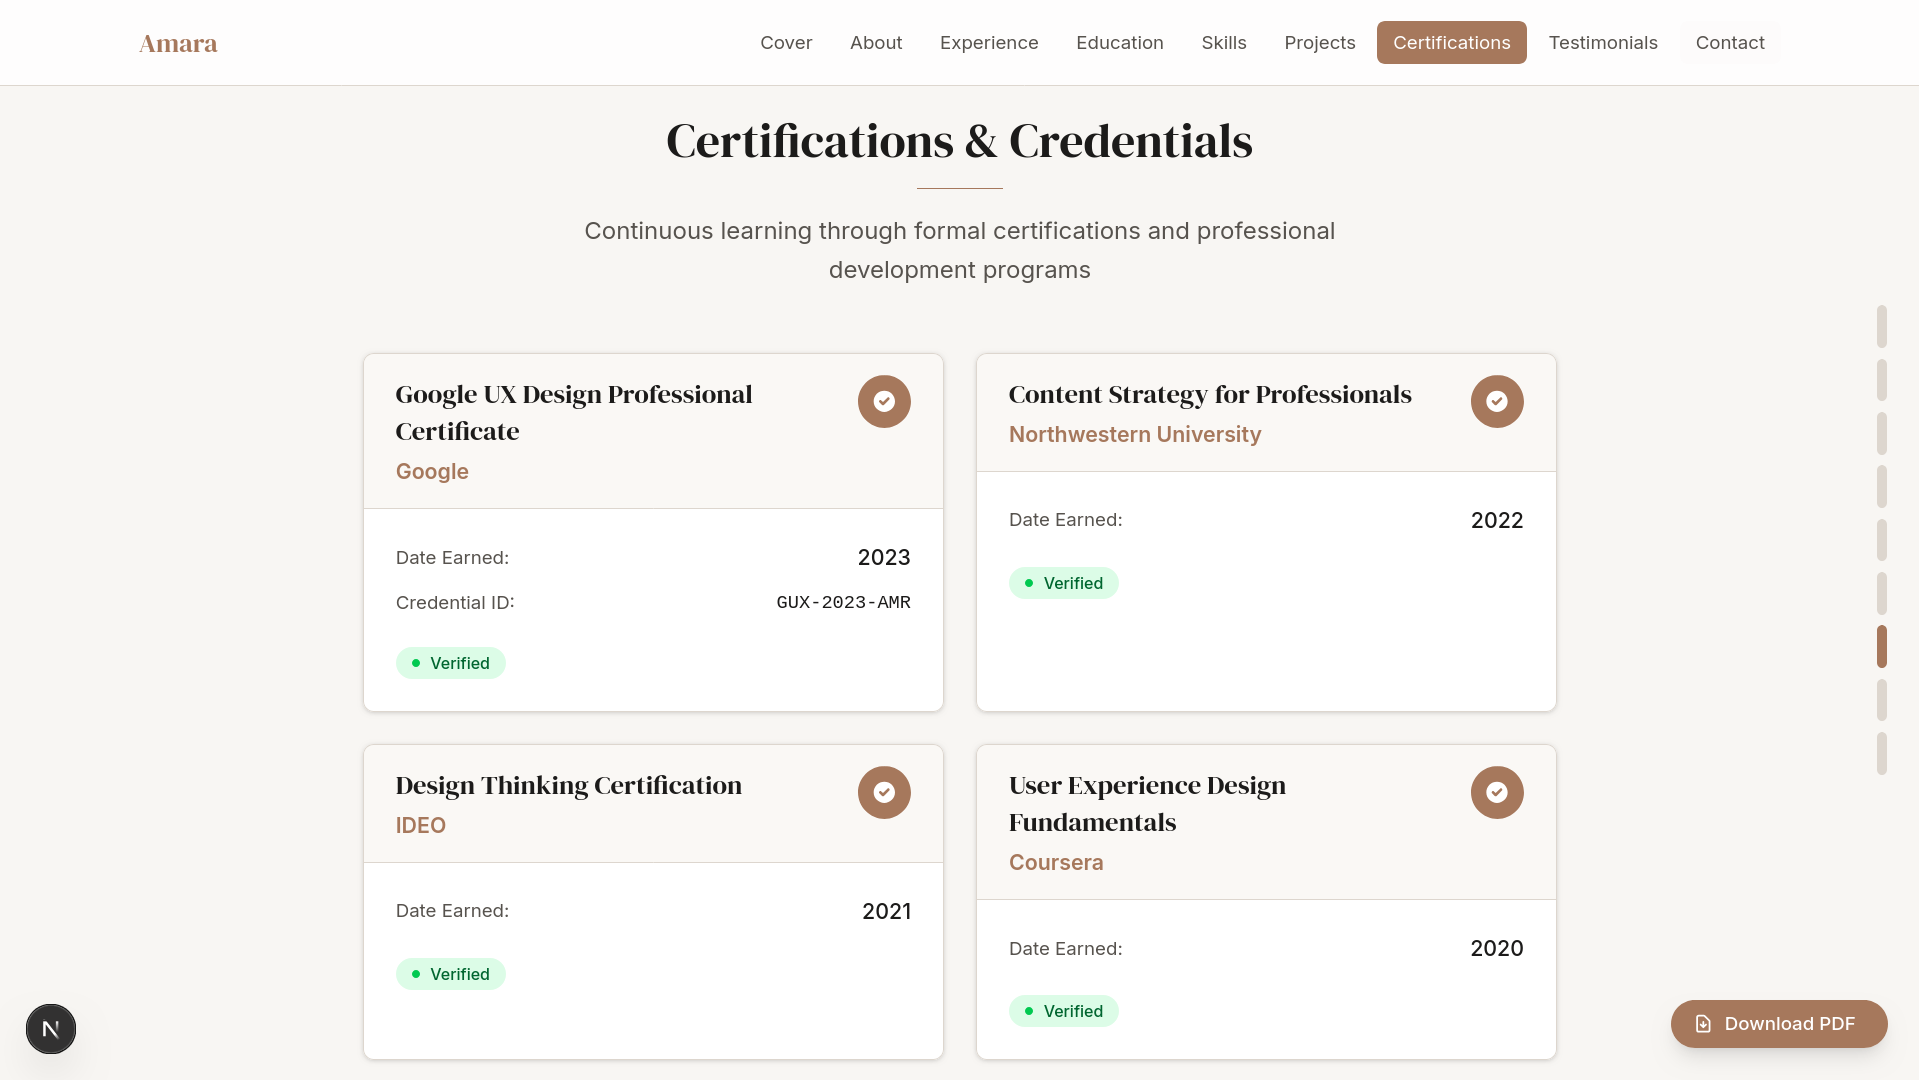 Amara
Cover
About
Experience
Education
Skills
Projects
Certifications
Testimonials
Contact
Certifications & Credentials
Continuous learning through formal certifications and professional
development programs
Google UX Design Professional
Certificate
Google
Date Earned:
2023
Credential ID:
GUX-2023-AMR
Verified
Content Strategy for Professionals
Northwestern University
Date Earned:
2022
Verified
Design Thinking Certification
IDEO
Date Earned:
2021
Verified
User Experience Design
Fundamentals
Coursera
Date Earned:
2020
Verified
N
Download PDF